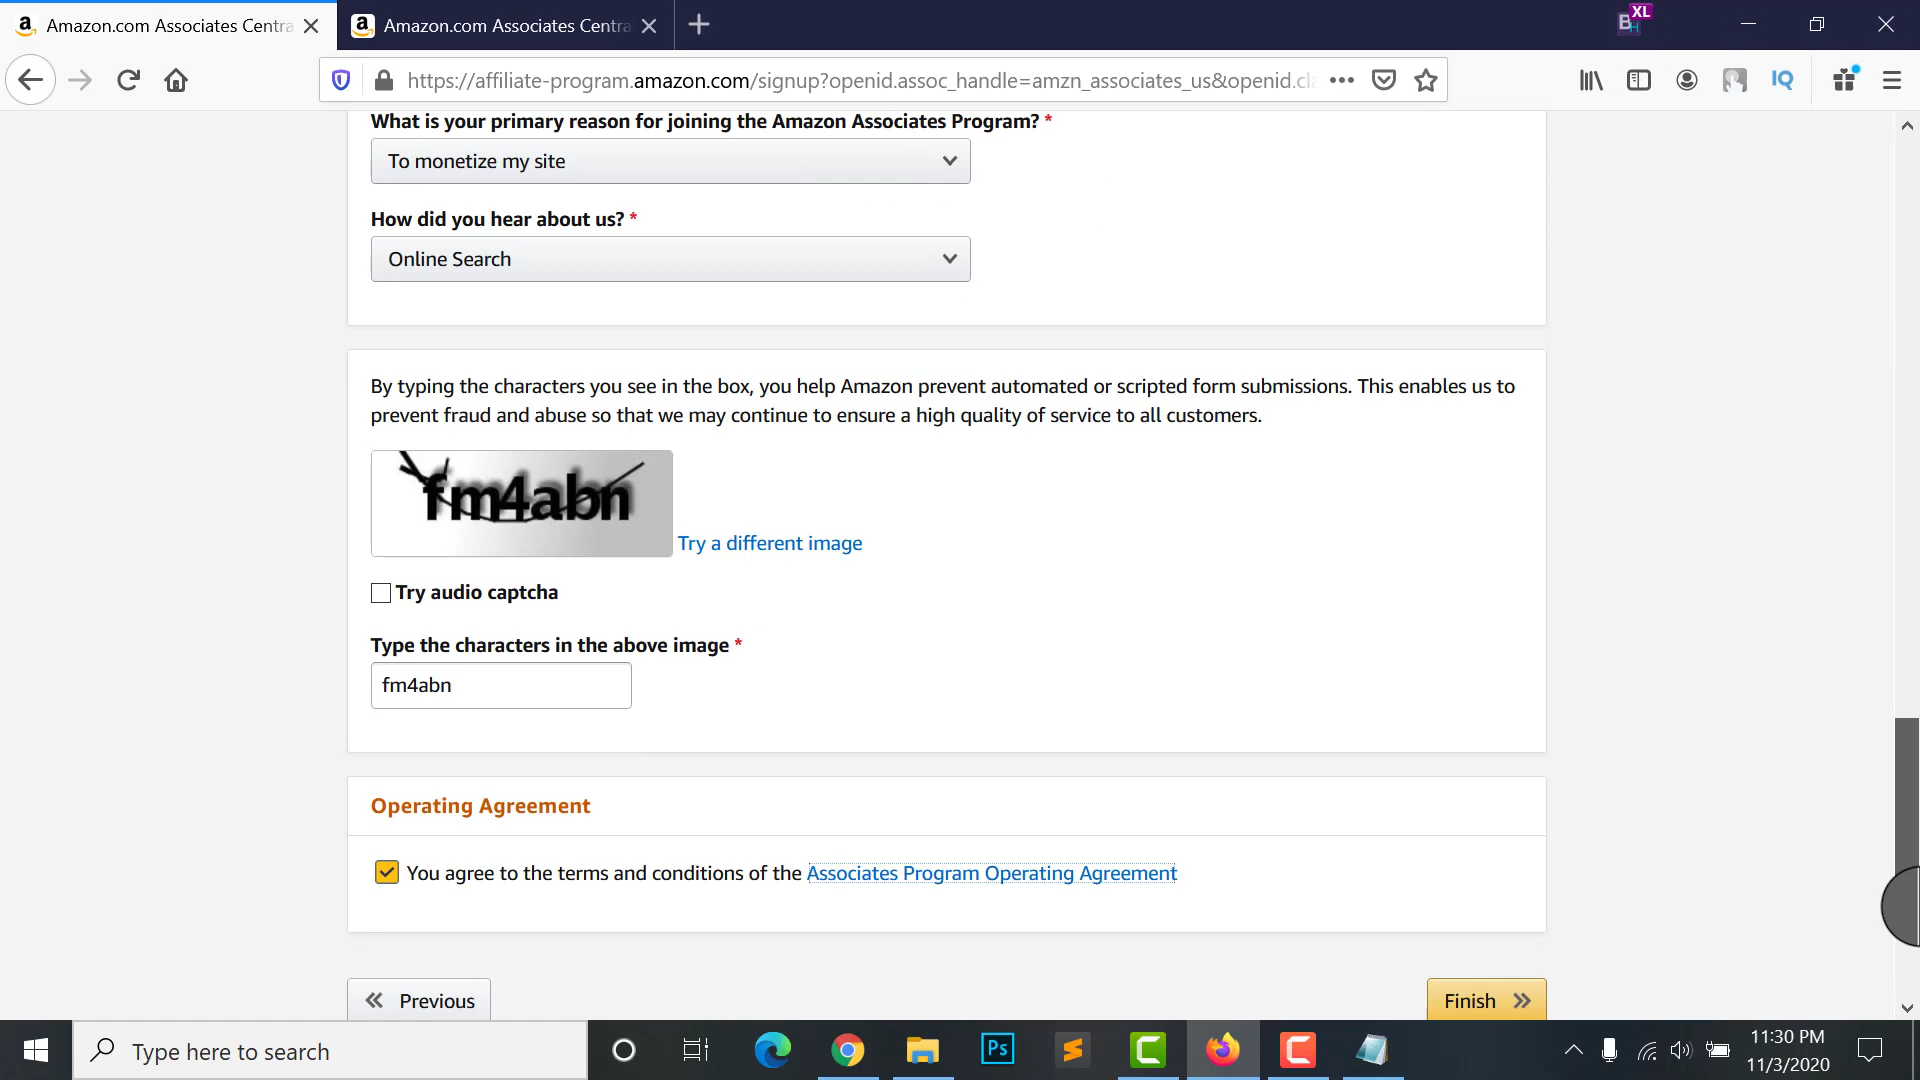 Amazon.com Associates Centra
Amazon.com Associates Centra
XL
BH
https://affiliate-program.amazon.com/signup?openid.assoc_handle=amzn_associates_us&openid.cl
IQ
What is your primary reason for joining the Amazon Associates Program? *
To monetize my site
How did you hear about us? *
Online Search
By typing the characters you see in the box, you help Amazon prevent automated or scripted form submissions. This enables us to
prevent fraud and abuse so that we may continue to ensure a high quality of service to all customers.
fm4abn
Try a different image
Try audio captcha
Type the characters in the above image *
fm4abn
Operating Agreement
You agree to the terms and conditions of the Associates Program Operating Agreement
« Previous
Finish »
Type here to search
Ps
11:30 PM
11/3/2020